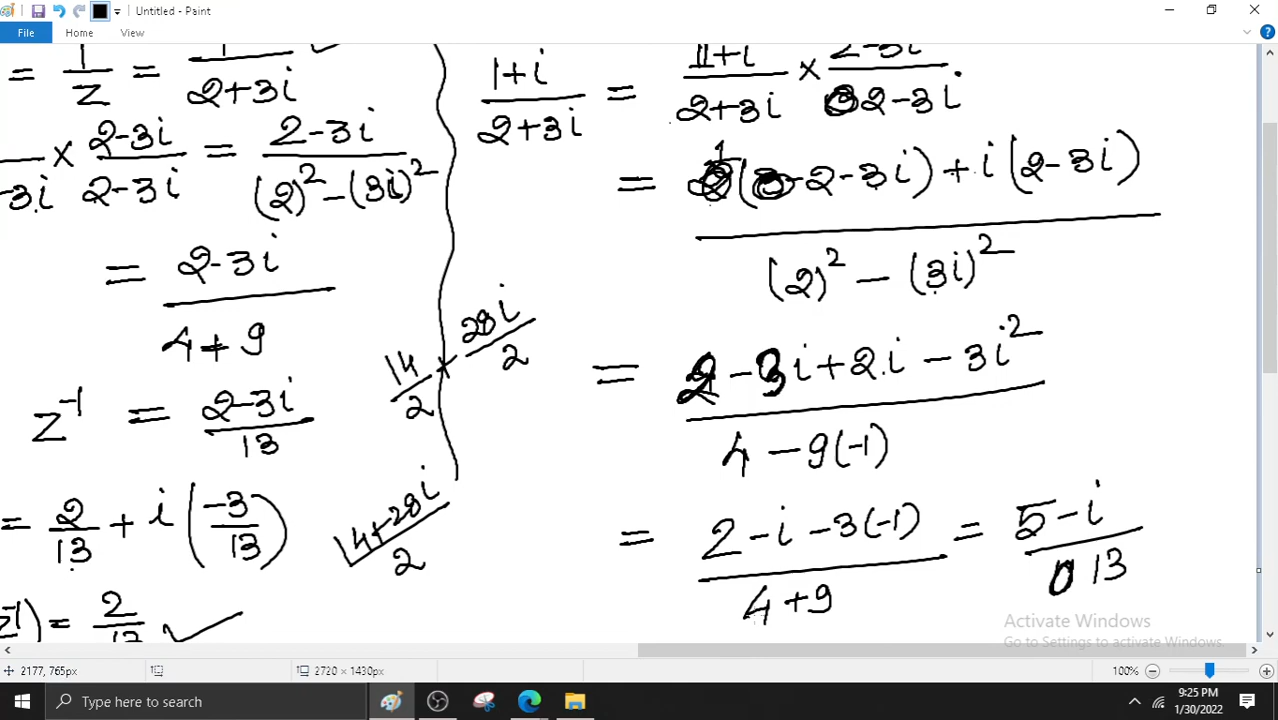 Untitled - Paint
File Home View
= 1/z = 1/2+3i
× 2-3i/2-3i = 2-3i/(2)² - (3i)²
= 2-3i/4+9
z⁻¹ = 2-3i/13
= 2/13 + i(-3/13)
= 2/13
14/2 + 28i/2
14+28i/2
1+i/2+3i = 1+i/2+3i × 2-3i/2-3i
= 1(2-3i) + i(2-3i)/(2)² - (3i)²
= 2-3i+2i-3i²/4-9(-1)
= 2-i-3(-1)/4+9 = 5-i/13
Activate Windows
Go to Settings to activate Windows.
2177, 765px 2720 × 1430px 100%
Type here to search
9:25 PM
1/30/2022